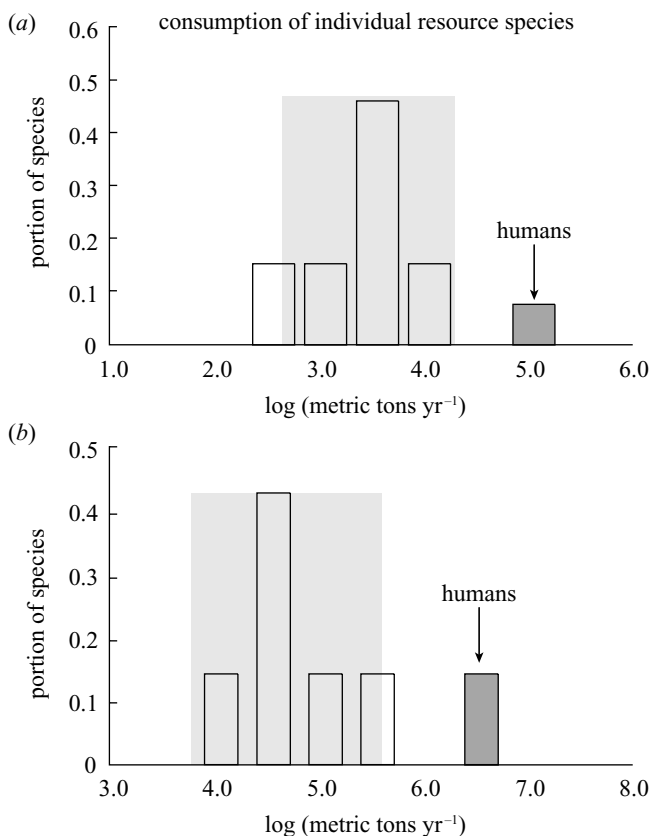 (a) consumption of individual resource species
0.6
0.5
0.4
0.3
0.2
0.1
0
portion of species
humans
1.0 2.0 3.0 4.0 5.0 6.0
log (metric tons yr⁻¹)
(b)
0.5
0.4
0.3
0.2
0.1
0
portion of species
humans
3.0 4.0 5.0 6.0 7.0 8.0
log (metric tons yr⁻¹)